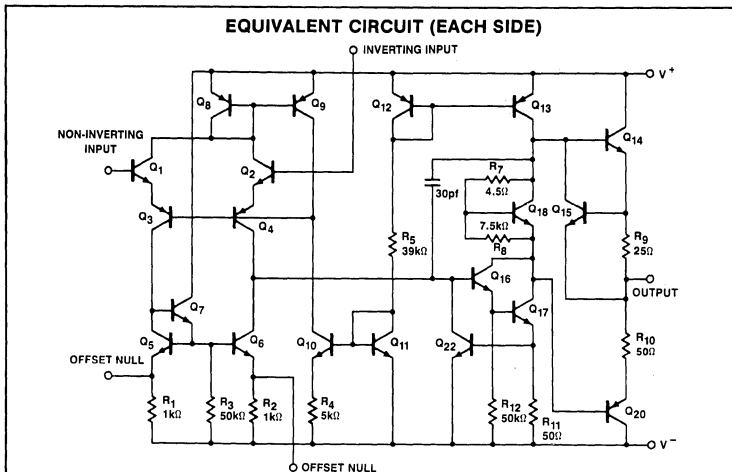 EQUIVALENT CIRCUIT (EACH SIDE)
INVERTING INPUT
V+
Q8
Q9
Q12
Q13
Q14
NON-INVERTING
INPUT
Q1
Q2
R7
4.5Ω
30pf
Q3
Q4
Q18
Q15
7.5kΩ
R8
R5
39kΩ
R9
25Ω
Q16
OUTPUT
Q7
Q17
Q5
Q6
Q10
Q11
Q22
R10
50Ω
OFFSET NULL
R1
1kΩ
R3
50kΩ
R2
1kΩ
R4
5kΩ
R12
50kΩ
R11
50Ω
Q20
V−
OFFSET NULL